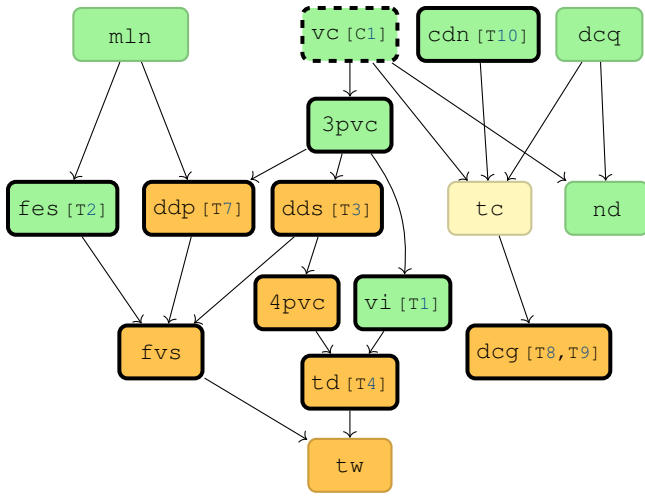 mln
vc [C1]
cdn [T10]
dcq
3pvc
fes [T2]
ddp [T7]
dds [T3]
tc
nd
4pvc
vi [T1]
fvs
dcg [T8,T9]
td [T4]
tw